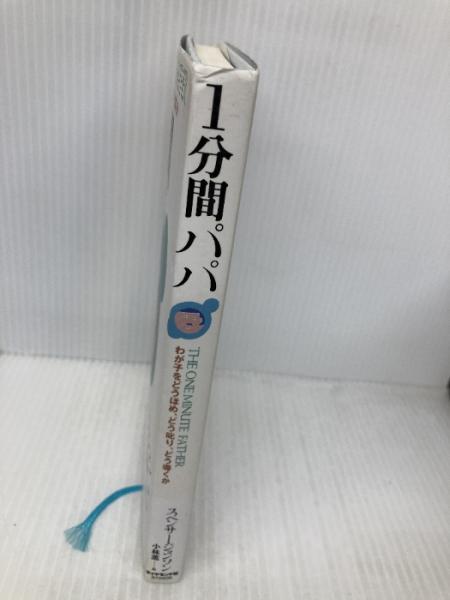 1分間パパ
THE ONE MINUTE FATHER
わが子をどうほめ、どう叱り、どう導くか
スペンサー・ジョンソン
小林薫